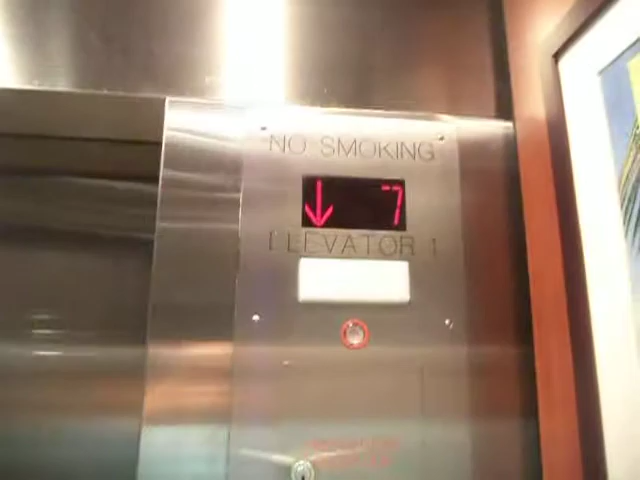 NO SMOKING
↓ 7
ELEVATOR 1